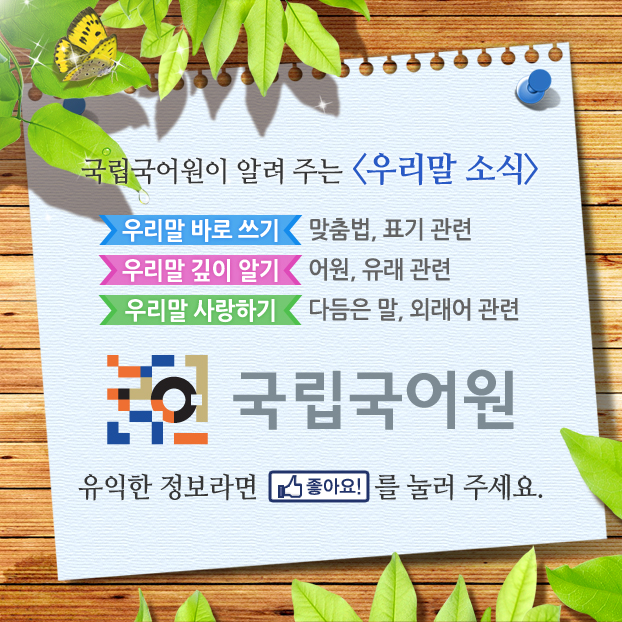 국립국어원이 알려 주는 <우리말 소식>
우리말 바로 쓰기 맞춤법, 표기 관련
우리말 깊이 알기 어원, 유래 관련
우리말 사랑하기 다듬은 말, 외래어 관련
국립국어원
유익한 정보라면 좋아요! 를 눌러 주세요.